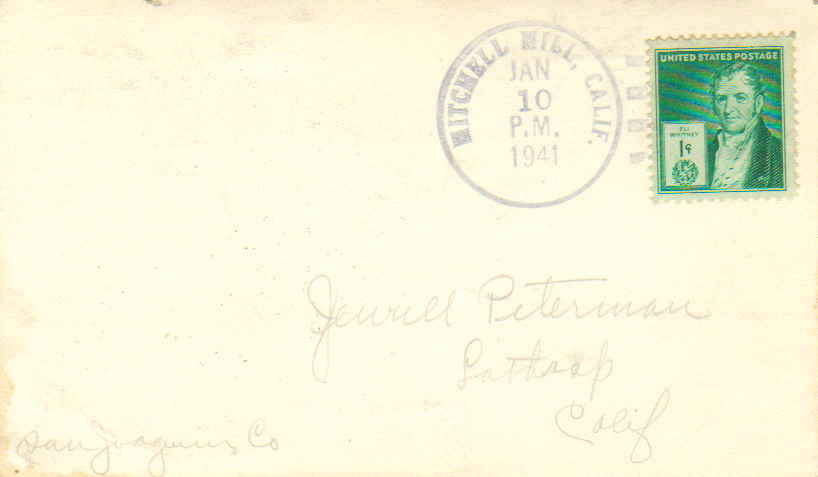 MITCHELL MILL, CALIF.
JAN
10
P.M.
1941
UNITED STATES POSTAGE
ELI
WHITNEY
1¢
Jewell Peterman
Lathrop
Calif
San Joaquin Co